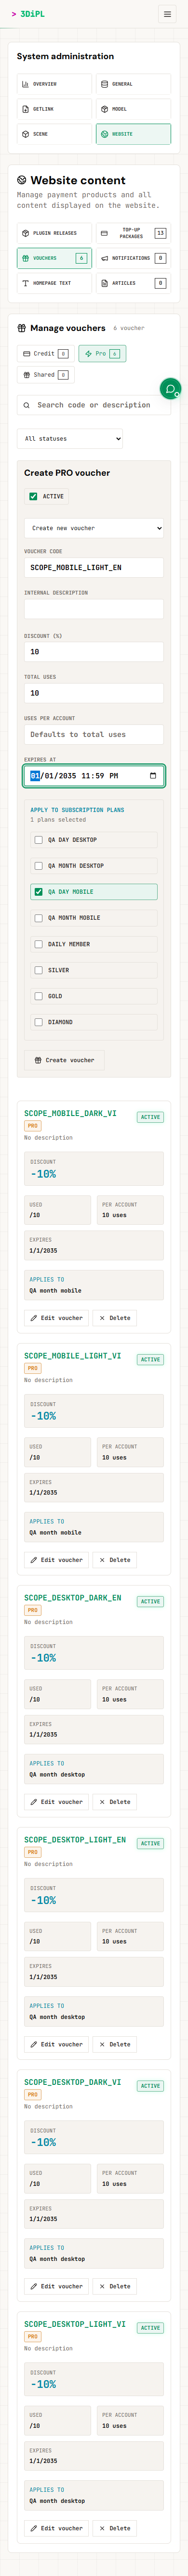 > 3DiPL
System administration
OVERVIEW
GENERAL
GETLINK
MODEL
SCENE
WEBSITE
Website content
Manage payment products and all
content displayed on the website.
PLUGIN RELEASES
TOP-UP
PACKAGES
13
VOUCHERS
6
NOTIFICATIONS
0
HOMEPAGE TEXT
ARTICLES
0
Manage vouchers 6 voucher
Credit 0
Pro 6
Shared 0
Search code or description
All statuses
Create PRO voucher
ACTIVE
Create new voucher
VOUCHER CODE
SCOPE_MOBILE_LIGHT_EN
INTERNAL DESCRIPTION
DISCOUNT (%)
10
TOTAL USES
10
USES PER ACCOUNT
Defaults to total uses
EXPIRES AT
01/01/2035 11:59 PM
APPLY TO SUBSCRIPTION PLANS
1 plans selected
QA DAY DESKTOP
QA MONTH DESKTOP
QA DAY MOBILE
QA MONTH MOBILE
DAILY MEMBER
SILVER
GOLD
DIAMOND
Create voucher
SCOPE_MOBILE_DARK_VI
ACTIVE
PRO
No description
DISCOUNT
-10%
USED
/10
PER ACCOUNT
10 uses
EXPIRES
1/1/2035
APPLIES TO
QA month mobile
Edit voucher
Delete
SCOPE_MOBILE_LIGHT_VI
ACTIVE
PRO
No description
DISCOUNT
-10%
USED
/10
PER ACCOUNT
10 uses
EXPIRES
1/1/2035
APPLIES TO
QA month mobile
Edit voucher
Delete
SCOPE_DESKTOP_DARK_EN
ACTIVE
PRO
No description
DISCOUNT
-10%
USED
/10
PER ACCOUNT
10 uses
EXPIRES
1/1/2035
APPLIES TO
QA month desktop
Edit voucher
Delete
SCOPE_DESKTOP_LIGHT_EN
ACTIVE
PRO
No description
DISCOUNT
-10%
USED
/10
PER ACCOUNT
10 uses
EXPIRES
1/1/2035
APPLIES TO
QA month desktop
Edit voucher
Delete
SCOPE_DESKTOP_DARK_VI
ACTIVE
PRO
No description
DISCOUNT
-10%
USED
/10
PER ACCOUNT
10 uses
EXPIRES
1/1/2035
APPLIES TO
QA month desktop
Edit voucher
Delete
SCOPE_DESKTOP_LIGHT_VI
ACTIVE
PRO
No description
DISCOUNT
-10%
USED
/10
PER ACCOUNT
10 uses
EXPIRES
1/1/2035
APPLIES TO
QA month desktop
Edit voucher
Delete